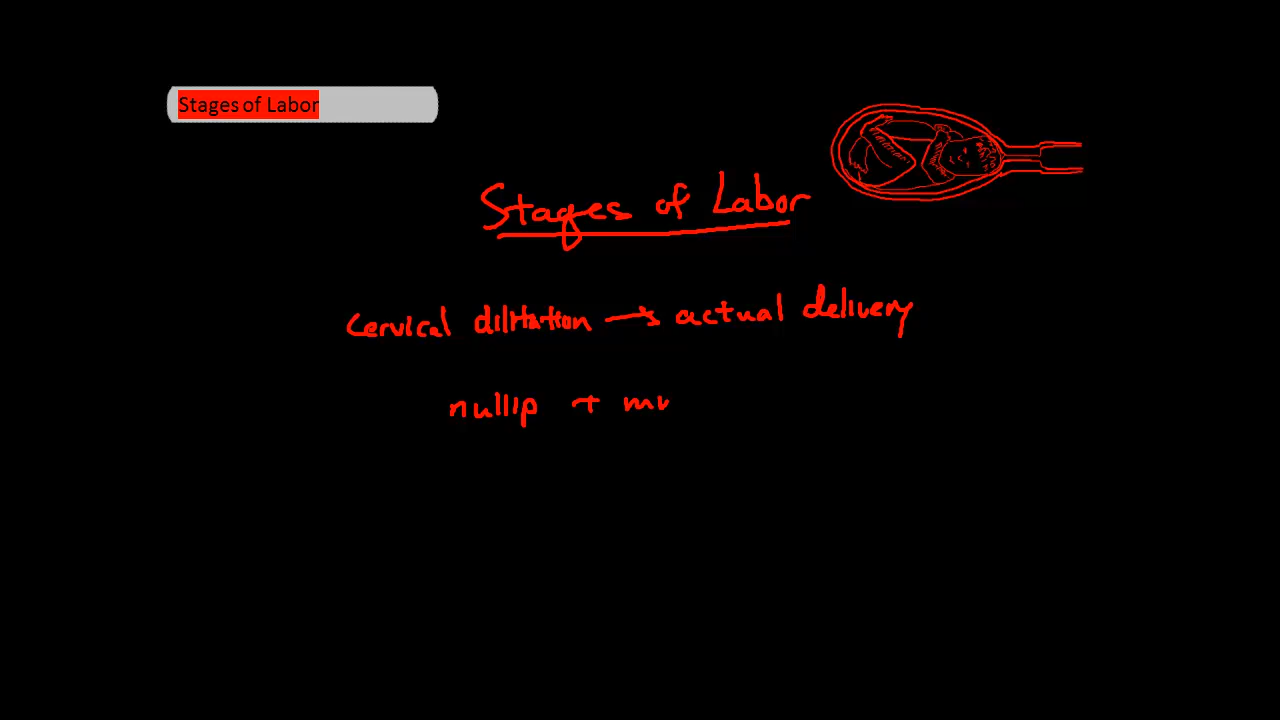 Stages of Labor
Stages of Labor
Cervical dilitation → actual delivery
nullip + mu